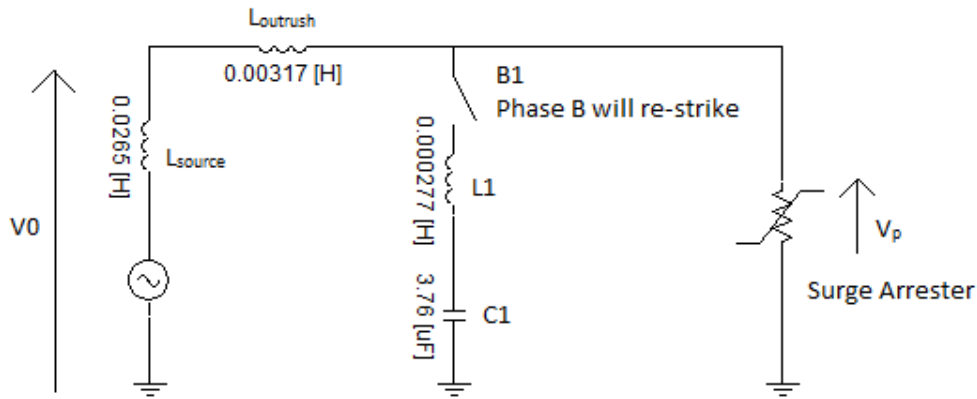 Loutrush
0.00317 [H]
B1
Phase B will re-strike
0.0265 [H]
Lsource
V0
0.000277 [H]
L1
Vp
Surge Arrester
3.76 [uF]
C1